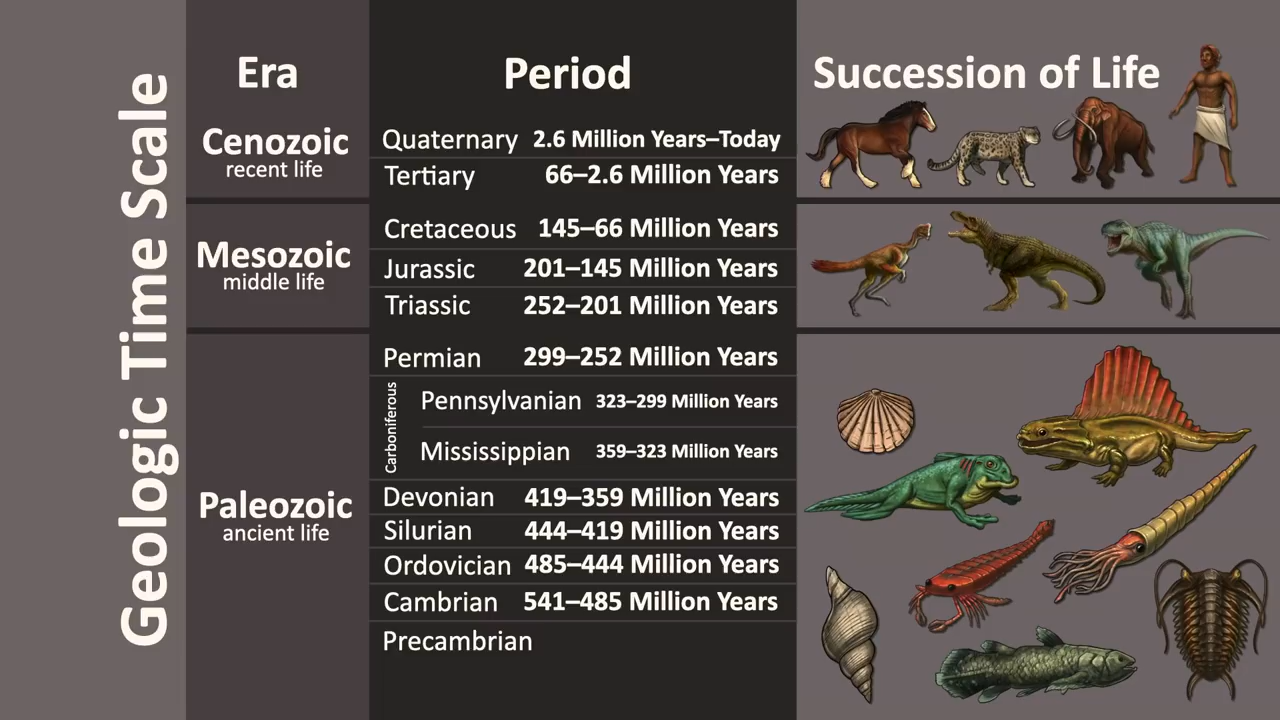 Geologic Time Scale
Era
Period
Succession of Life
Cenozoic
recent life
Quaternary 2.6 Million Years–Today
Tertiary 66–2.6 Million Years
Mesozoic
middle life
Cretaceous 145–66 Million Years
Jurassic 201–145 Million Years
Triassic 252–201 Million Years
Paleozoic
ancient life
Permian 299–252 Million Years
Carboniferous
Pennsylvanian 323–299 Million Years
Mississippian 359–323 Million Years
Devonian 419–359 Million Years
Silurian 444–419 Million Years
Ordovician 485–444 Million Years
Cambrian 541–485 Million Years
Precambrian